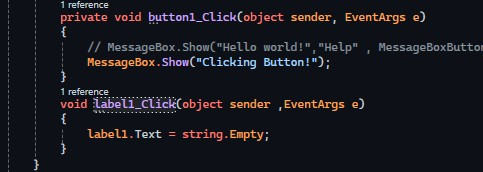 1 reference
private void button1_Click(object sender, EventArgs e)
{
// MessageBox.Show("Hello world!","Help" , MessageBoxButton
MessageBox.Show("Clicking Button!");
}
1 reference
void label1_Click(object sender ,EventArgs e)
{
label1.Text = string.Empty;
}
}